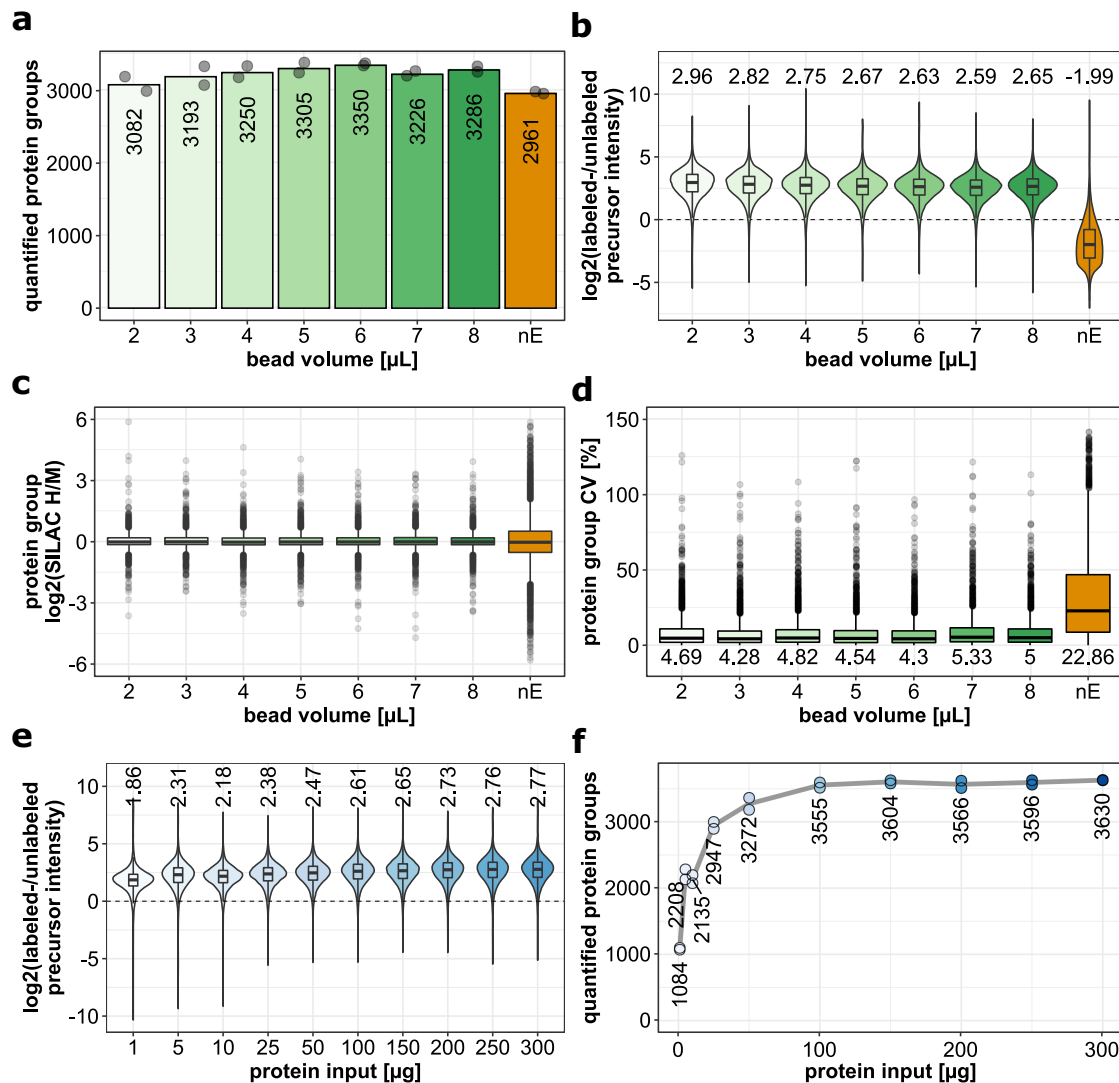 a
quantified protein groups
3000
2000
1000
0
3082
3193
3250
3305
3350
3226
3286
2961
2 3 4 5 6 7 8 nE
bead volume [µL]
b
log2(labeled-/unlabeled
precursor intensity)
10
5
0
-5
2.96 2.82 2.75 2.67 2.63 2.59 2.65 -1.99
2 3 4 5 6 7 8 nE
bead volume [µL]
c
protein group
log2(SILAC H/M)
6
3
0
-3
-6
2 3 4 5 6 7 8 nE
bead volume [µL]
d
protein group CV [%]
150
100
50
0
4.69 4.28 4.82 4.54 4.3 5.33 5 22.86
2 3 4 5 6 7 8 nE
bead volume [µL]
e
log2(labeled-/unlabeled
precursor intensity)
10
5
0
-5
-10
1.86
2.31
2.18
2.38
2.47
2.61
2.65
2.73
2.76
2.77
1 5 10 25 50 100 150 200 250 300
protein input [µg]
f
quantified protein groups
3000
2000
1000
0
1084
2208
2135
2947
3272
3555
3604
3566
3596
3630
0 100 200 300
protein input [µg]